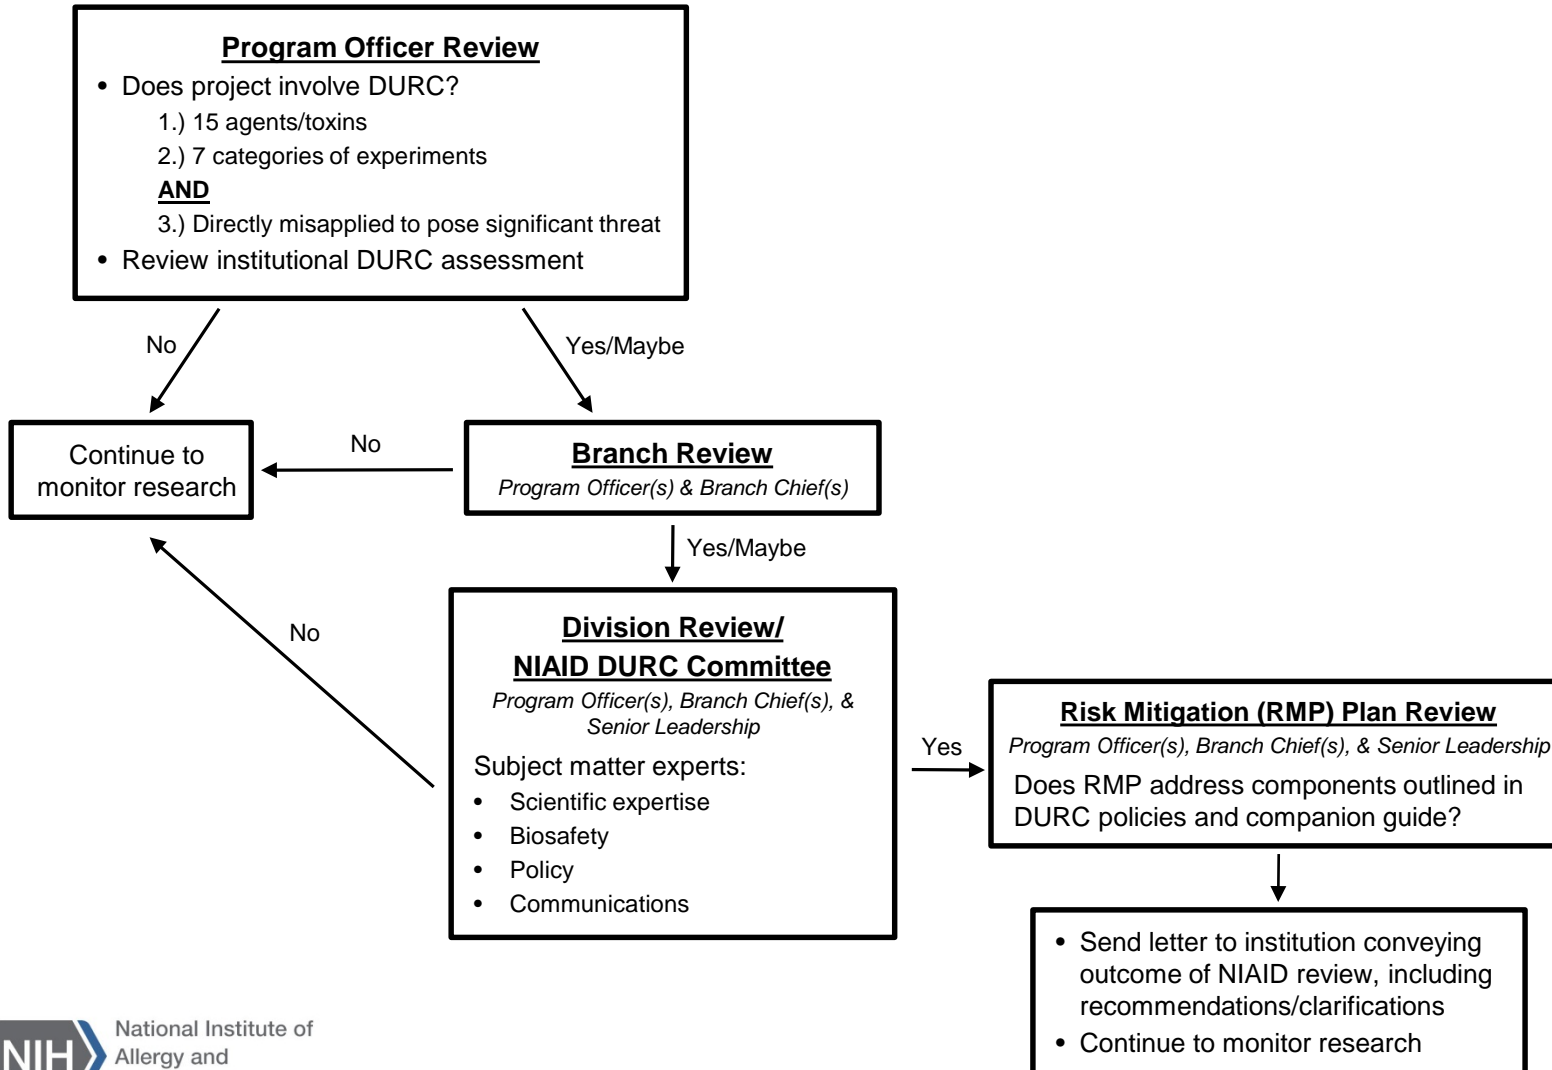 Program Officer Review
• Does project involve DURC?
1.) 15 agents/toxins
2.) 7 categories of experiments
AND
3.) Directly misapplied to pose significant threat
• Review institutional DURC assessment
No
Yes/Maybe
Continue to
monitor research
No
Branch Review
Program Officer(s) & Branch Chief(s)
Yes/Maybe
No
Division Review/
NIAID DURC Committee
Program Officer(s), Branch Chief(s), &
Senior Leadership
Subject matter experts:
• Scientific expertise
• Biosafety
• Policy
• Communications
Yes
Risk Mitigation (RMP) Plan Review
Program Officer(s), Branch Chief(s), & Senior Leadership
Does RMP address components outlined in
DURC policies and companion guide?
• Send letter to institution conveying
outcome of NIAID review, including
recommendations/clarifications
• Continue to monitor research
NIH
National Institute of
Allergy and